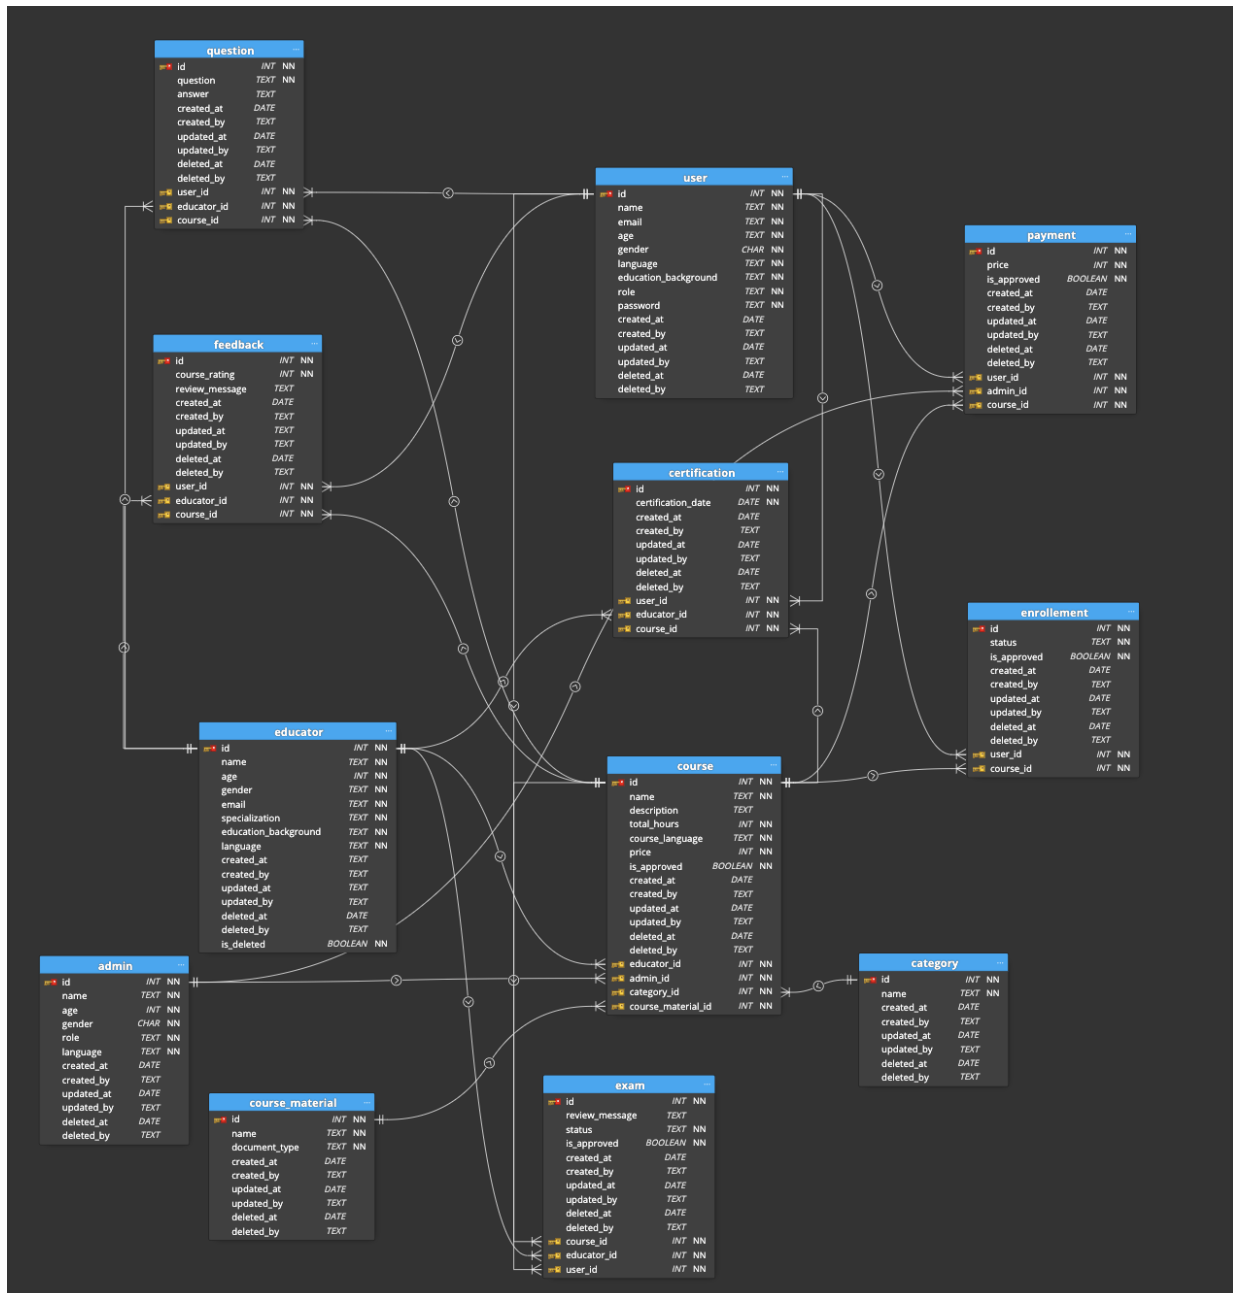 question ...
id INT NN
question TEXT NN
answer TEXT
created_at DATE
created_by TEXT
updated_at DATE
updated_by TEXT
deleted_at DATE
deleted_by TEXT
user_id INT NN
educator_id INT NN
course_id INT NN
user ...
id INT NN
name TEXT NN
email TEXT NN
age TEXT NN
gender CHAR NN
language TEXT NN
education_background TEXT NN
role TEXT NN
password TEXT NN
created_at DATE
created_by TEXT
updated_at DATE
updated_by TEXT
deleted_at DATE
deleted_by TEXT
payment ...
id INT NN
price INT NN
is_approved BOOLEAN NN
created_at DATE
created_by TEXT
updated_at DATE
updated_by TEXT
deleted_at DATE
deleted_by TEXT
user_id INT NN
admin_id INT NN
course_id INT NN
feedback ...
id INT NN
course_rating INT NN
review_message TEXT
created_at DATE
created_by TEXT
updated_at TEXT
updated_by TEXT
deleted_at DATE
deleted_by TEXT
user_id INT NN
educator_id INT NN
course_id INT NN
certification ...
id INT NN
certification_date DATE NN
created_at DATE
created_by TEXT
updated_at DATE
updated_by TEXT
deleted_at DATE
deleted_by TEXT
user_id INT NN
educator_id INT NN
course_id INT NN
enrollement ...
id INT NN
status TEXT NN
is_approved BOOLEAN NN
created_at DATE
created_by TEXT
updated_at DATE
updated_by TEXT
deleted_at DATE
deleted_by TEXT
user_id INT NN
course_id INT NN
educator ...
id INT NN
name TEXT NN
age INT NN
gender TEXT NN
email TEXT NN
specialization TEXT NN
education_background TEXT NN
language TEXT NN
created_at TEXT
created_by TEXT
updated_at TEXT
updated_by TEXT
deleted_at DATE
deleted_by TEXT
is_deleted BOOLEAN NN
course ...
id INT NN
name TEXT NN
description TEXT
total_hours INT NN
course_language TEXT NN
price INT NN
is_approved BOOLEAN NN
created_at DATE
created_by TEXT
updated_at DATE
updated_by TEXT
deleted_at DATE
deleted_by TEXT
educator_id INT NN
admin_id INT NN
category_id INT NN
course_material_id INT NN
admin ...
id INT NN
name TEXT NN
age INT NN
gender CHAR NN
role TEXT NN
language TEXT NN
created_at DATE
created_by TEXT
updated_at DATE
updated_by TEXT
deleted_at DATE
deleted_by TEXT
category ...
id INT NN
name TEXT NN
created_at DATE
created_by TEXT
updated_at DATE
updated_by TEXT
deleted_at DATE
deleted_by TEXT
course_material ...
id INT NN
name TEXT NN
document_type TEXT NN
created_at DATE
created_by TEXT
updated_at DATE
updated_by TEXT
deleted_at DATE
deleted_by TEXT
exam ...
id INT NN
review_message TEXT
status TEXT NN
is_approved BOOLEAN NN
created_at DATE
created_by TEXT
updated_at DATE
updated_by TEXT
deleted_at DATE
deleted_by TEXT
course_id INT NN
educator_id INT NN
user_id INT NN